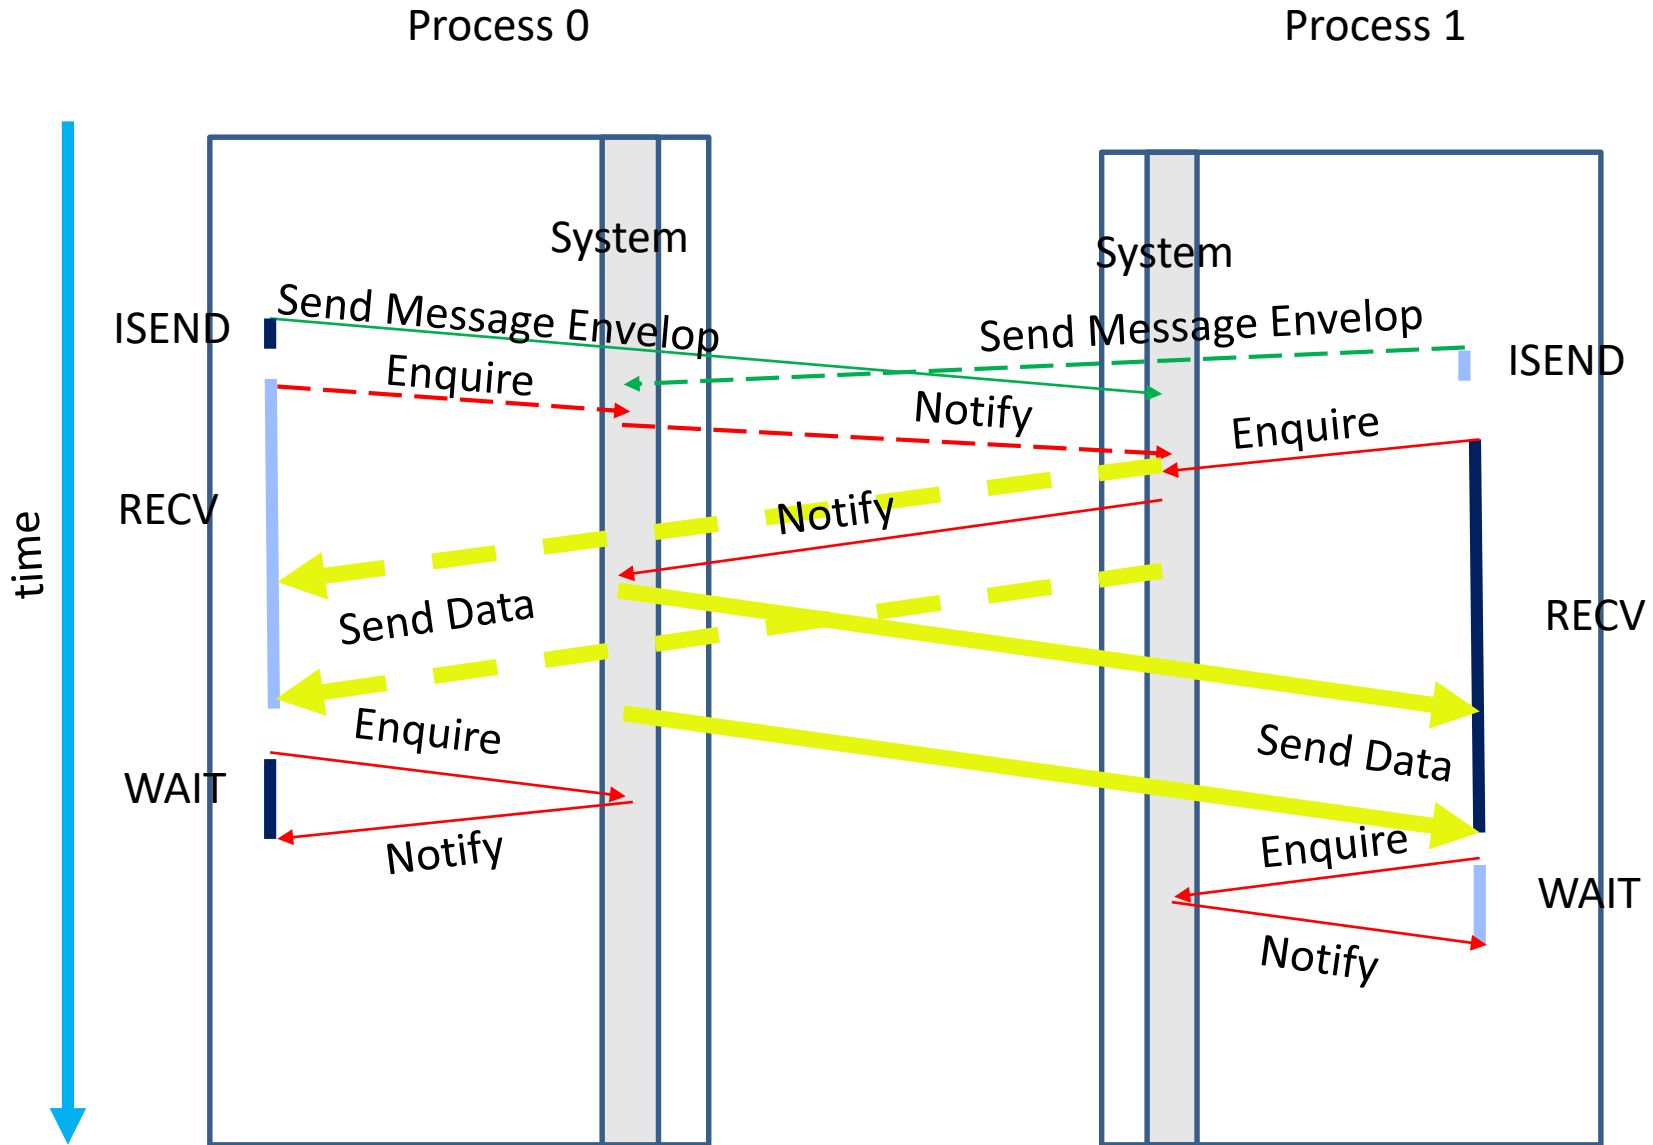 Process 0
Process 1
System
System
Send Message Envelop
Send Message Envelop
ISEND
ISEND
Enquire
Notify
Enquire
RECV
Notify
time
Send Data
RECV
Enquire
Send Data
WAIT
Notify
Enquire
WAIT
Notify